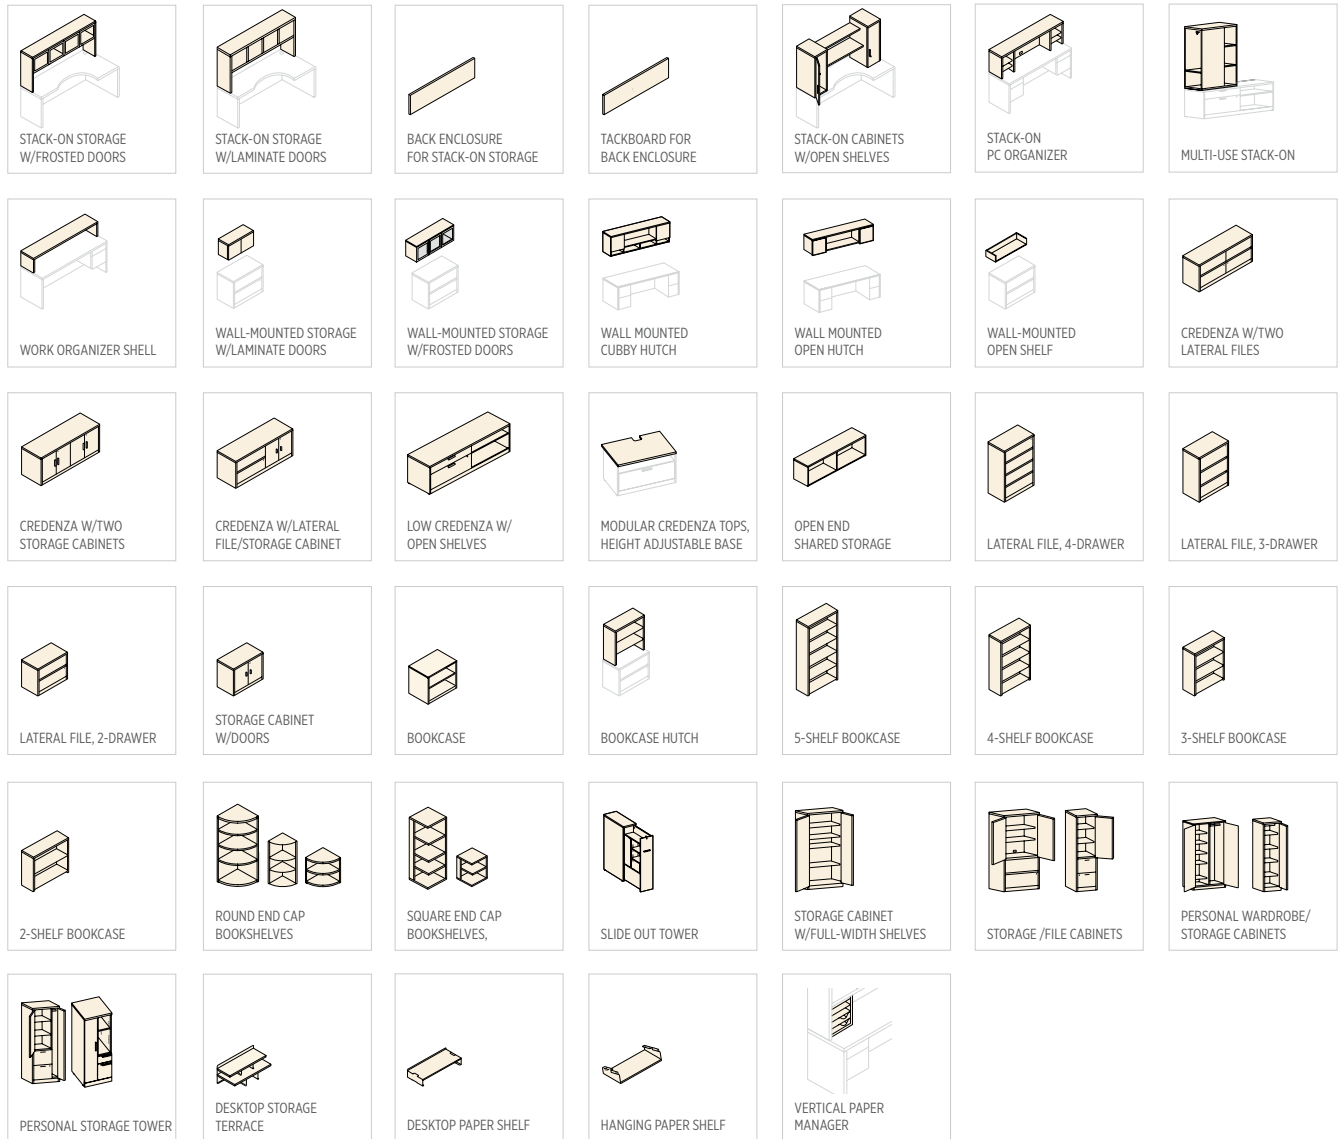 STACK-ON STORAGE
W/FROSTED DOORS
STACK-ON STORAGE
W/LAMINATE DOORS
BACK ENCLOSURE
FOR STACK-ON STORAGE
TACKBOARD FOR
BACK ENCLOSURE
STACK-ON CABINETS
W/OPEN SHELVES
STACK-ON
PC ORGANIZER
MULTI-USE STACK-ON
WORK ORGANIZER SHELL
WALL-MOUNTED STORAGE
W/LAMINATE DOORS
WALL-MOUNTED STORAGE
W/FROSTED DOORS
WALL MOUNTED
CUBBY HUTCH
WALL MOUNTED
OPEN HUTCH
WALL-MOUNTED
OPEN SHELF
CREDENZA W/TWO
LATERAL FILES
CREDENZA W/TWO
STORAGE CABINETS
CREDENZA W/LATERAL
FILE/STORAGE CABINET
LOW CREDENZA W/
OPEN SHELVES
MODULAR CREDENZA TOPS,
HEIGHT ADJUSTABLE BASE
OPEN END
SHARED STORAGE
LATERAL FILE, 4-DRAWER
LATERAL FILE, 3-DRAWER
LATERAL FILE, 2-DRAWER
STORAGE CABINET
W/DOORS
BOOKCASE
BOOKCASE HUTCH
5-SHELF BOOKCASE
4-SHELF BOOKCASE
3-SHELF BOOKCASE
2-SHELF BOOKCASE
ROUND END CAP
BOOKSHELVES
SQUARE END CAP
BOOKSHELVES,
SLIDE OUT TOWER
STORAGE CABINET
W/FULL-WIDTH SHELVES
STORAGE /FILE CABINETS
PERSONAL WARDROBE/
STORAGE CABINETS
PERSONAL STORAGE TOWER
DESKTOP STORAGE
TERRACE
DESKTOP PAPER SHELF
HANGING PAPER SHELF
VERTICAL PAPER
MANAGER